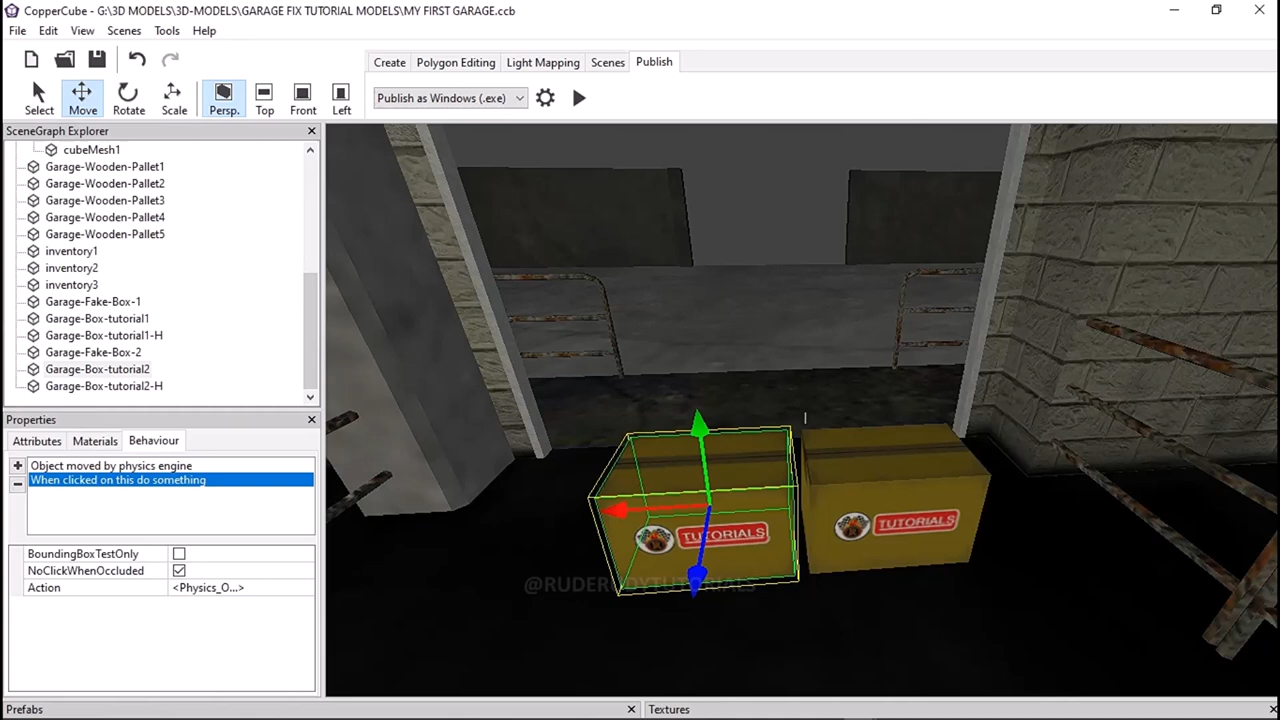 CopperCube - G:\3D MODELS\3D-MODELS\GARAGE FIX TUTORIAL MODELS\MY FIRST GARAGE.ccb
File Edit View Scenes Tools Help
Create Polygon Editing Light Mapping Scenes Publish
Select Move Rotate Scale Persp. Top Front Left
Publish as Windows (.exe)
SceneGraph Explorer
cubeMesh1
Garage-Wooden-Pallet1
Garage-Wooden-Pallet2
Garage-Wooden-Pallet3
Garage-Wooden-Pallet4
Garage-Wooden-Pallet5
inventory1
inventory2
inventory3
Garage-Fake-Box-1
Garage-Box-tutorial1
Garage-Box-tutorial1-H
Garage-Fake-Box-2
Garage-Box-tutorial2
Garage-Box-tutorial2-H
Properties
Attributes Materials Behaviour
Object moved by physics engine
When clicked on this do something
BoundingBoxTestOnly
NoClickWhenOccluded
Action <Physics_O...>
TUTORIALS
TUTORIALS
@RUDEBOYTUTORIALS
Prefabs
Textures